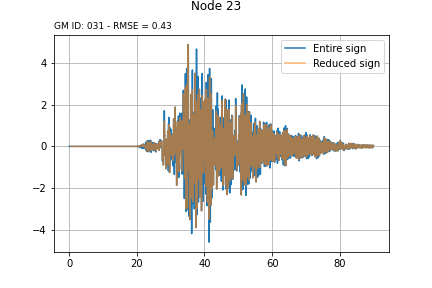 Node 23
GM ID: 031 - RMSE = 0.43
Entire sign
Reduced sign
4
2
0
−2
−4
0 20 40 60 80